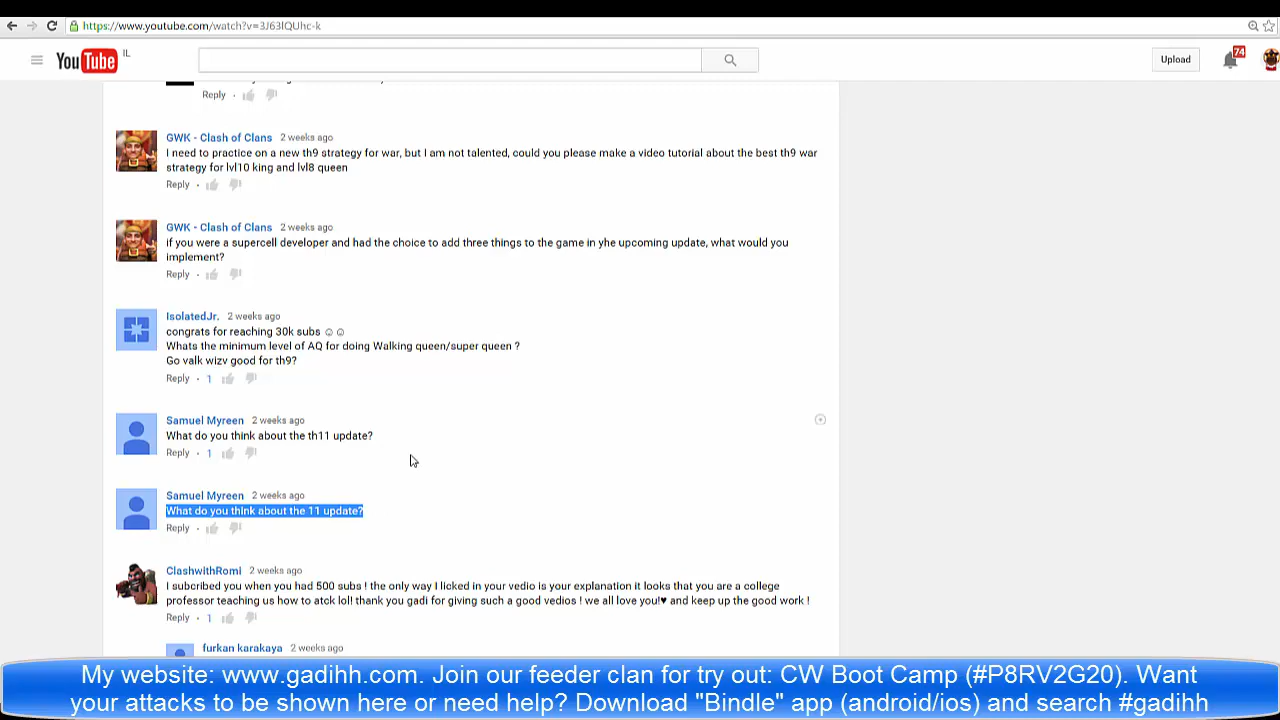 https://www.youtube.com/watch?v=3J63lQUhc-k
YouTube IL
Upload
74
Reply
GWK - Clash of Clans 2 weeks ago
I need to practice on a new th9 strategy for war, but I am not talented, could you please make a video tutorial about the best th9 war
strategy for lvl10 king and lvl8 queen
Reply
GWK - Clash of Clans 2 weeks ago
if you were a supercell developer and had the choice to add three things to the game in yhe upcoming update, what would you
implement?
Reply
IsolatedJr. 2 weeks ago
congrats for reaching 30k subs ☺☺
Whats the minimum level of AQ for doing Walking queen/super queen ?
Go valk wizv good for th9?
Reply · 1
Samuel Myreen 2 weeks ago
What do you think about the th11 update?
Reply · 1
Samuel Myreen 2 weeks ago
What do you think about the 11 update?
Reply
ClashwithRomi 2 weeks ago
I subcribed you when you had 500 subs ! the only way I licked in your vedio is your explanation it looks that you are a college
professor teaching us how to atck lol! thank you gadi for giving such a good vedios ! we all love you!♥ and keep up the good work !
Reply · 1
furkan karakaya 2 weeks ago
My website: www.gadihh.com. Join our feeder clan for try out: CW Boot Camp (#P8RV2G20). Want
your attacks to be shown here or need help? Download "Bindle" app (android/ios) and search #gadihh